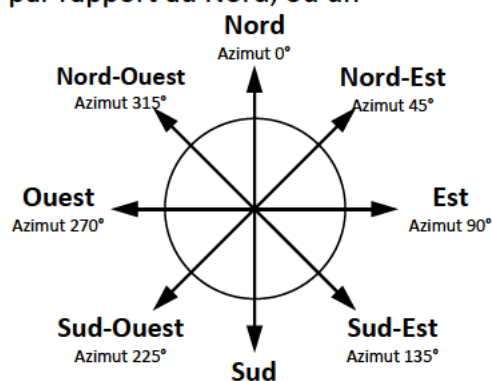 par rapport au Nord, ou un
Nord
Azimut 0°
Nord-Ouest
Azimut 315°
Nord-Est
Azimut 45°
Ouest
Azimut 270°
Est
Azimut 90°
Sud-Ouest
Azimut 225°
Sud-Est
Azimut 135°
Sud